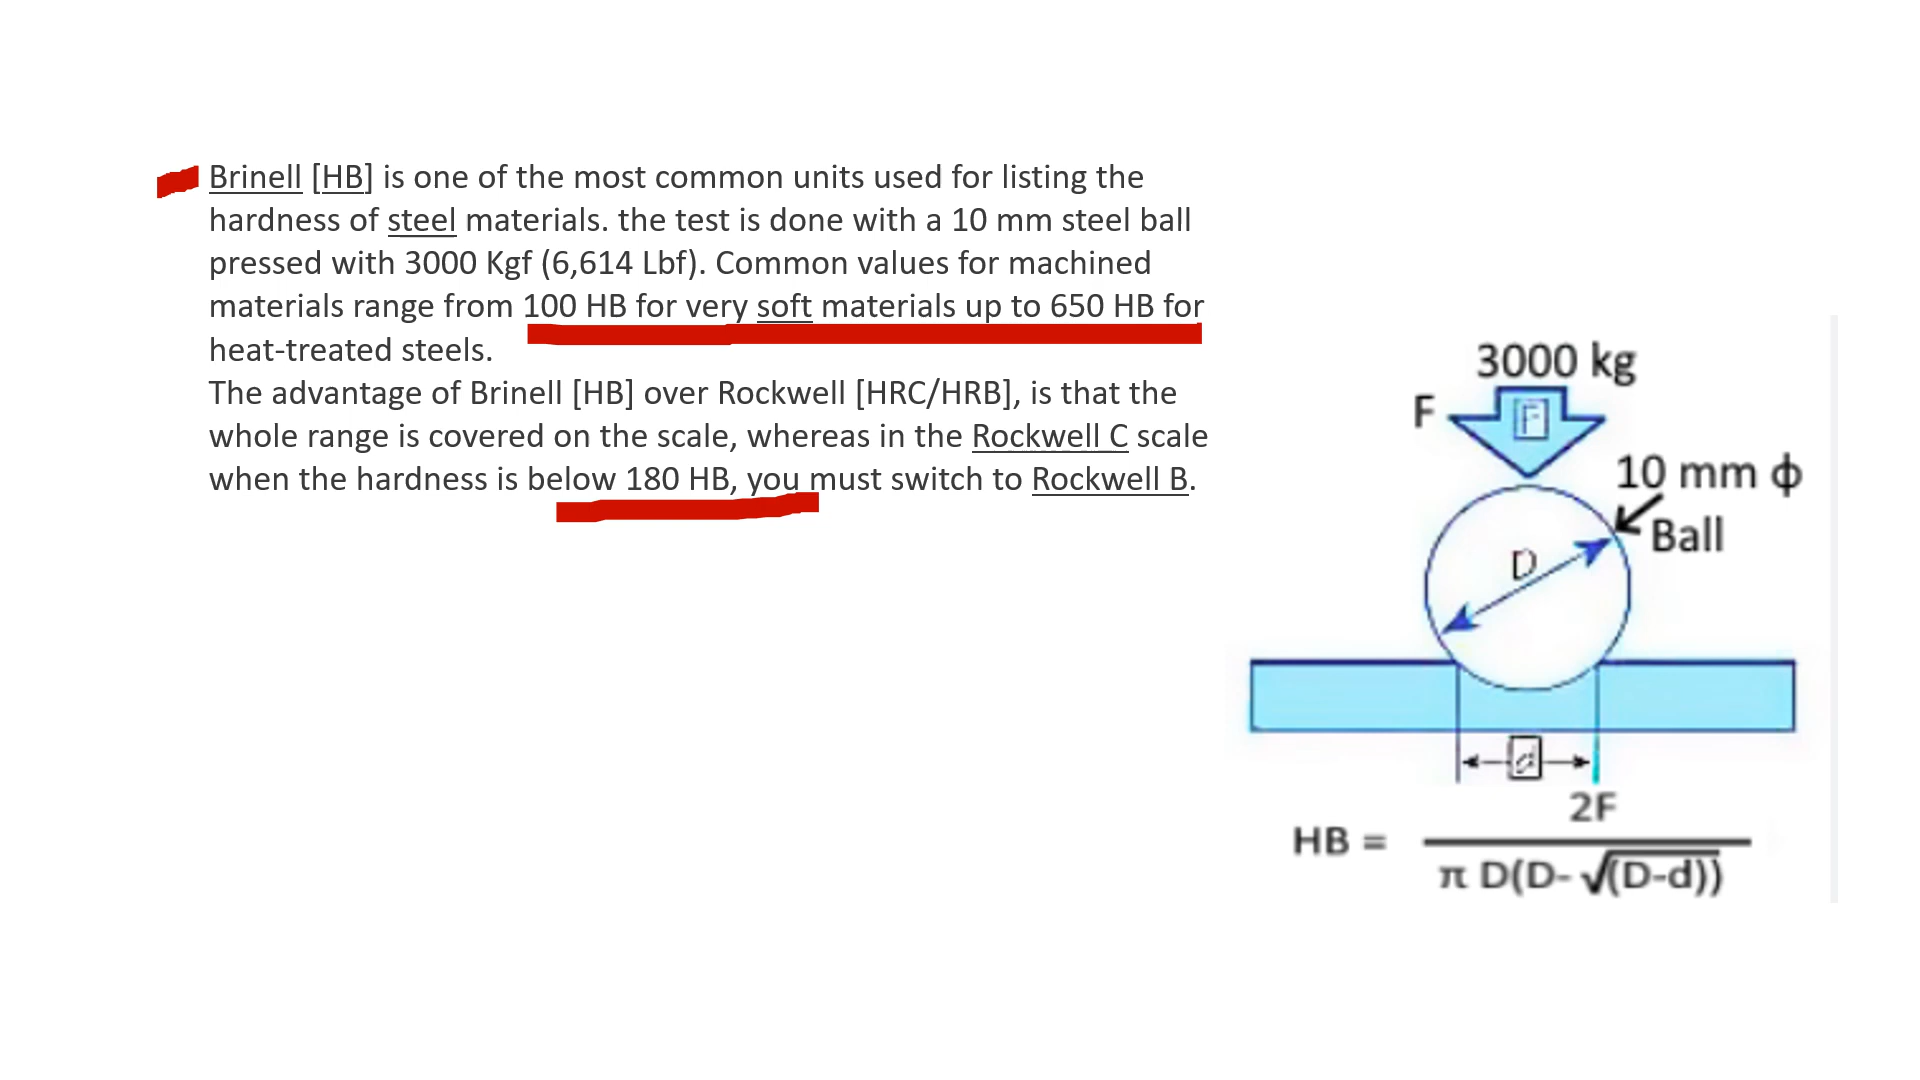 Brinell [HB] is one of the most common units used for listing the
hardness of steel materials. the test is done with a 10 mm steel ball
pressed with 3000 Kgf (6,614 Lbf). Common values for machined
materials range from 100 HB for very soft materials up to 650 HB for
heat-treated steels.
The advantage of Brinell [HB] over Rockwell [HRC/HRB], is that the
whole range is covered on the scale, whereas in the Rockwell C scale
when the hardness is below 180 HB, you must switch to Rockwell B.
3000 kg
F
F
10 mm ϕ
Ball
D
d
2F
HB =
π D(D- √(D-d))